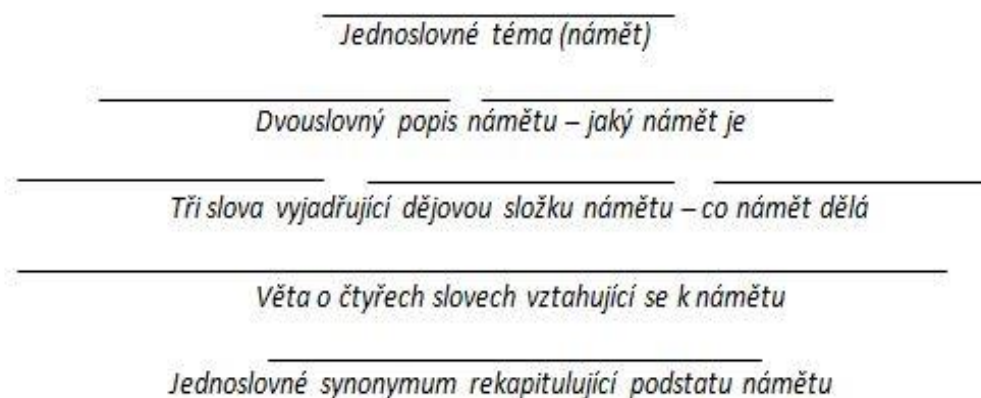 Jednoslovné téma (námět)
Dvouslovný popis námětu – jaký námět je
Tři slova vyjadřující dějovou složku námětu – co námět dělá
Věta o čtyřech slovech vztahující se k námětu
Jednoslovné synonymum rekapitulující podstatu námětu